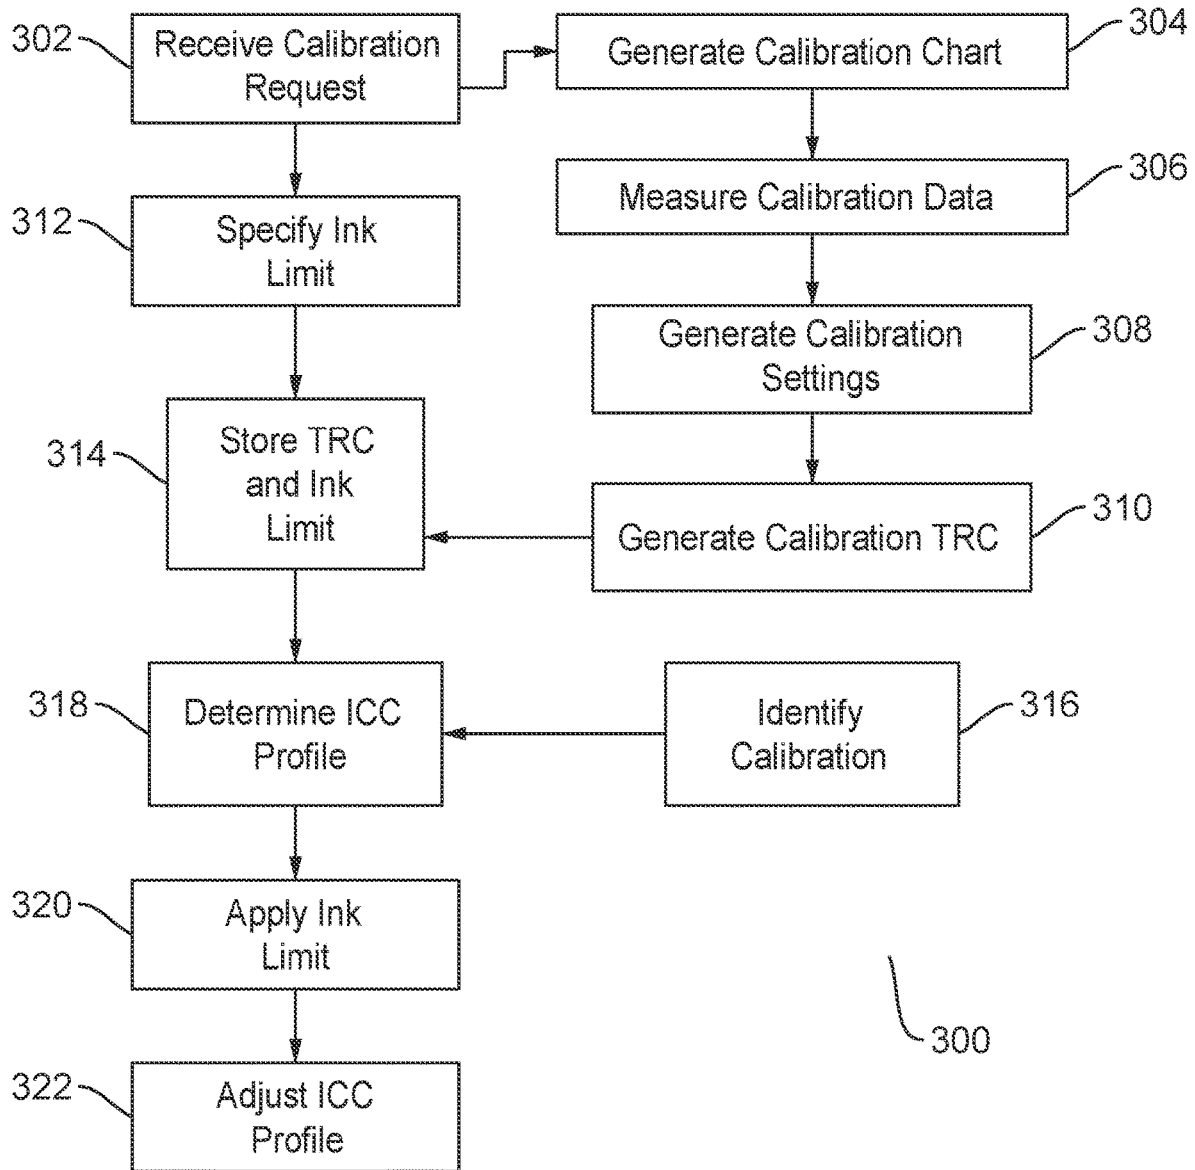 302
Receive Calibration
Request
Generate Calibration Chart
304
Measure Calibration Data
306
312
Specify Ink
Limit
Generate Calibration
Settings
308
314
Store TRC
and Ink
Limit
Generate Calibration TRC
310
318
Determine ICC
Profile
Identify
Calibration
316
320
Apply Ink
Limit
300
322
Adjust ICC
Profile